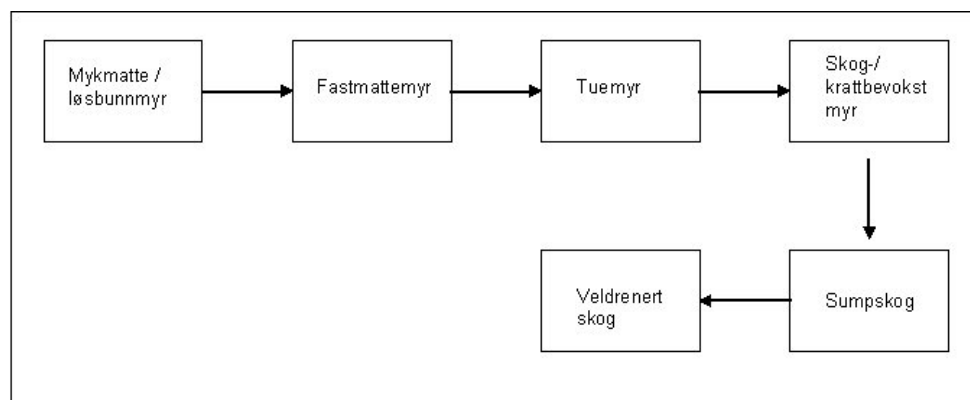 Mykmatte /
løsbunnmyr
Fastmattemyr
Tuemyr
Skog-/
krattbevokst
myr
Veldrenert
skog
Sumpskog